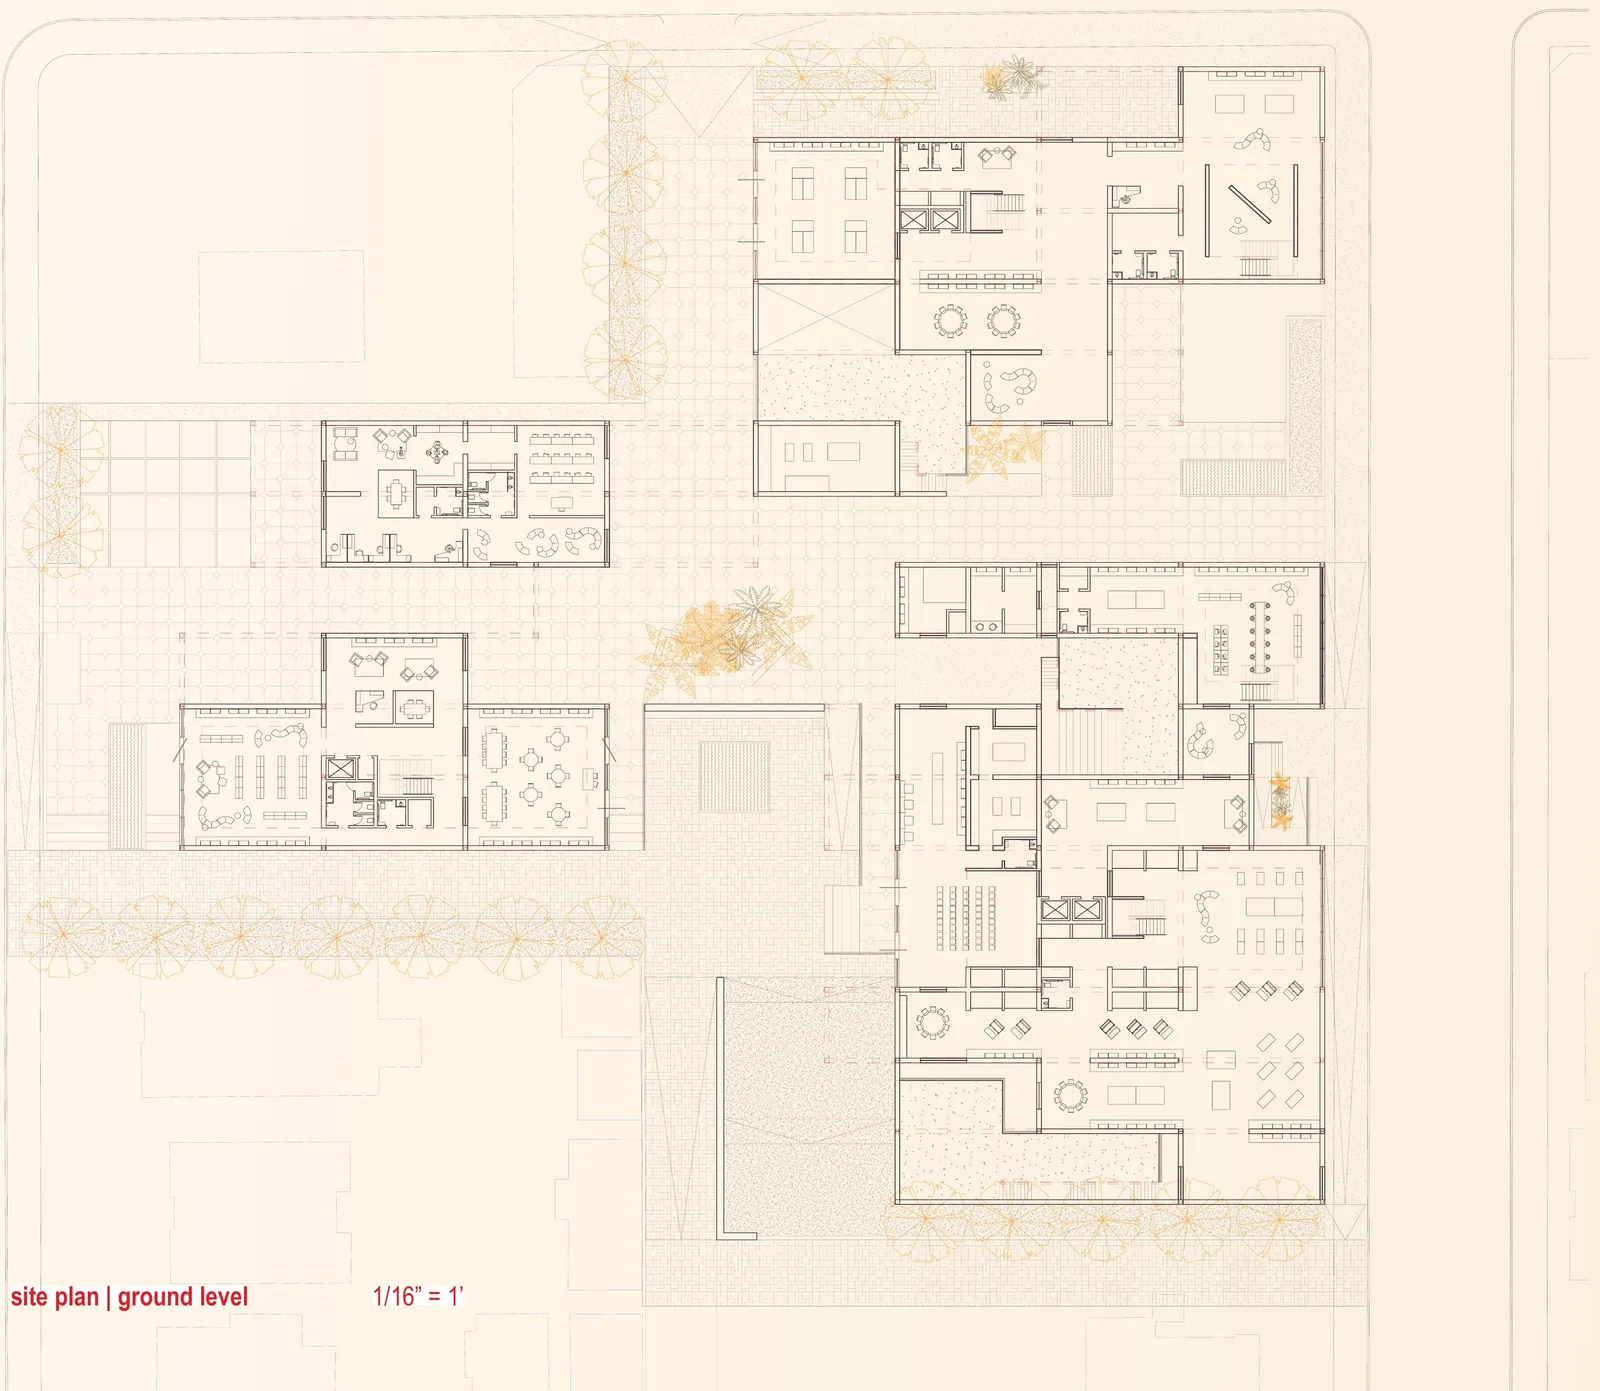 site plan | ground level
1/16” = 1’